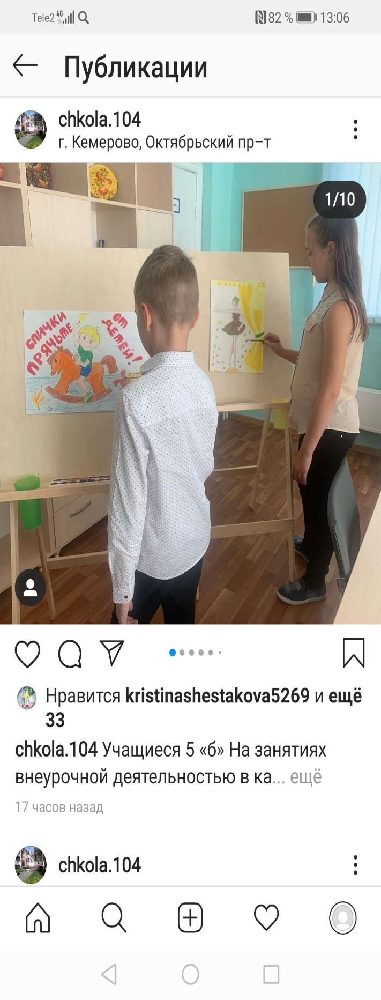 Tele2 4G 82 % 13:06
Публикации
chkola.104
г. Кемерово, Октябрьский пр-т
1/10
СПИЧКИ
ПРЯЧЬТЕ
ОТ
ДЕТЕЙ!
Нравится kristinashestakova5269 и ещё
33
chkola.104 Учащиеся 5 «б» На занятиях
внеурочной деятельностью в ка... ещё
17 часов назад
chkola.104